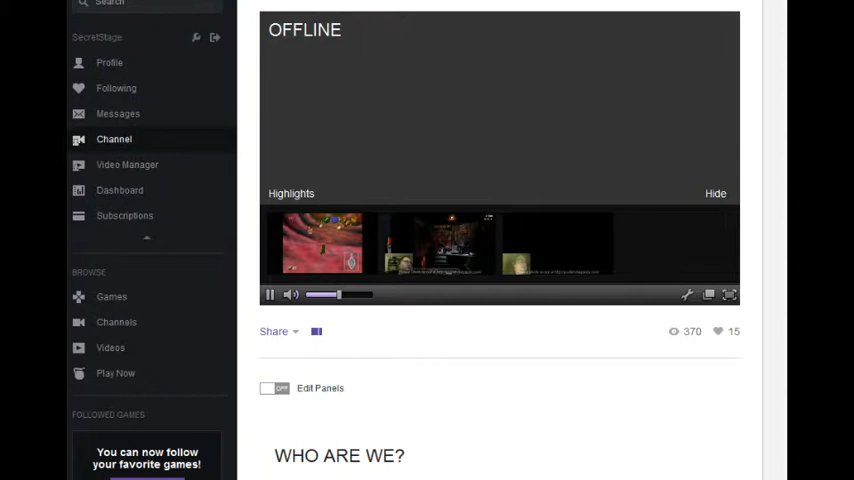 Search
SecretStage
Profile
Following
Messages
Channel
Video Manager
Dashboard
Subscriptions
BROWSE
Games
Channels
Videos
Play Now
FOLLOWED GAMES
You can now follow
your favorite games!
OFFLINE
Highlights Hide
Share 370 15
OFF Edit Panels
WHO ARE WE?